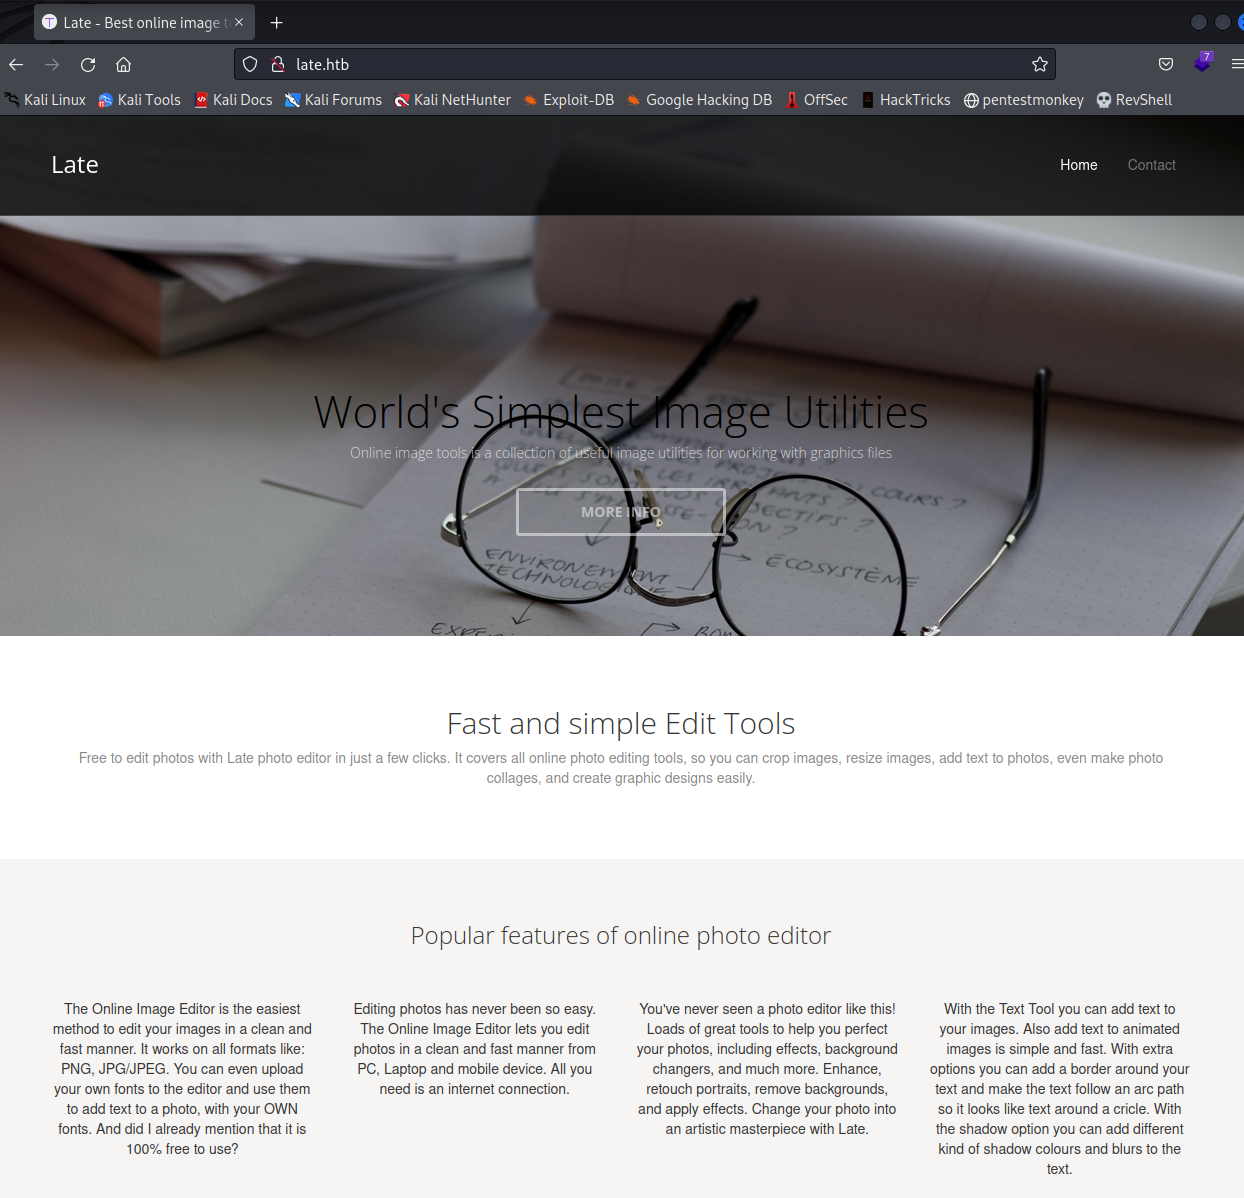 Late - Best online image t
late.htb
7
Kali Linux Kali Tools Kali Docs Kali Forums Kali NetHunter Exploit-DB Google Hacking DB OffSec HackTricks pentestmonkey RevShell
Late Home Contact
World's Simplest Image Utilities
Online image tools is a collection of useful image utilities for working with graphics files
MORE INFO
ENVIRONEMENT
TECHNOLOGIQUE
ÉCOSYSTÈME
Fast and simple Edit Tools
Free to edit photos with Late photo editor in just a few clicks. It covers all online photo editing tools, so you can crop images, resize images, add text to photos, even make photo
collages, and create graphic designs easily.
Popular features of online photo editor
The Online Image Editor is the easiest
method to edit your images in a clean and
fast manner. It works on all formats like:
PNG, JPG/JPEG. You can even upload
your own fonts to the editor and use them
to add text to a photo, with your OWN
fonts. And did I already mention that it is
100% free to use?
Editing photos has never been so easy.
The Online Image Editor lets you edit
photos in a clean and fast manner from
PC, Laptop and mobile device. All you
need is an internet connection.
You've never seen a photo editor like this!
Loads of great tools to help you perfect
your photos, including effects, background
changers, and much more. Enhance,
retouch portraits, remove backgrounds,
and apply effects. Change your photo into
an artistic masterpiece with Late.
With the Text Tool you can add text to
your images. Also add text to animated
images is simple and fast. With extra
options you can add a border around your
text and make the text follow an arc path
so it looks like text around a cricle. With
the shadow option you can add different
kind of shadow colours and blurs to the
text.